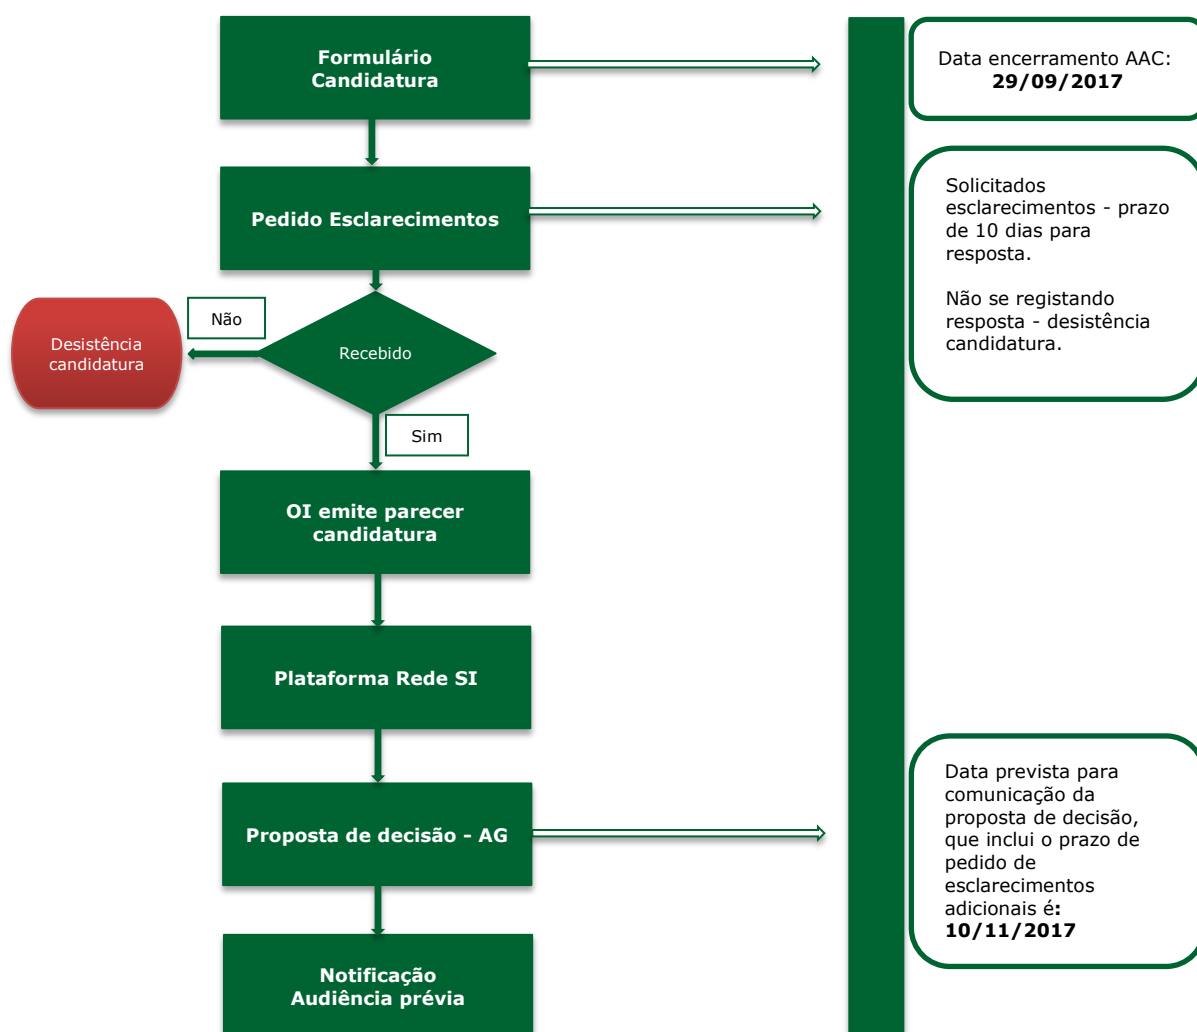 Formulário
Candidatura
Data encerramento AAC:
29/09/2017
Pedido Esclarecimentos
Solicitados
esclarecimentos - prazo
de 10 dias para
resposta.
Não se registando
resposta - desistência
candidatura.
Não
Desistência
candidatura
Recebido
Sim
OI emite parecer
candidatura
Plataforma Rede SI
Proposta de decisão - AG
Data prevista para
comunicação da
proposta de decisão,
que inclui o prazo de
pedido de
esclarecimentos
adicionais é:
10/11/2017
Notificação
Audiência prévia